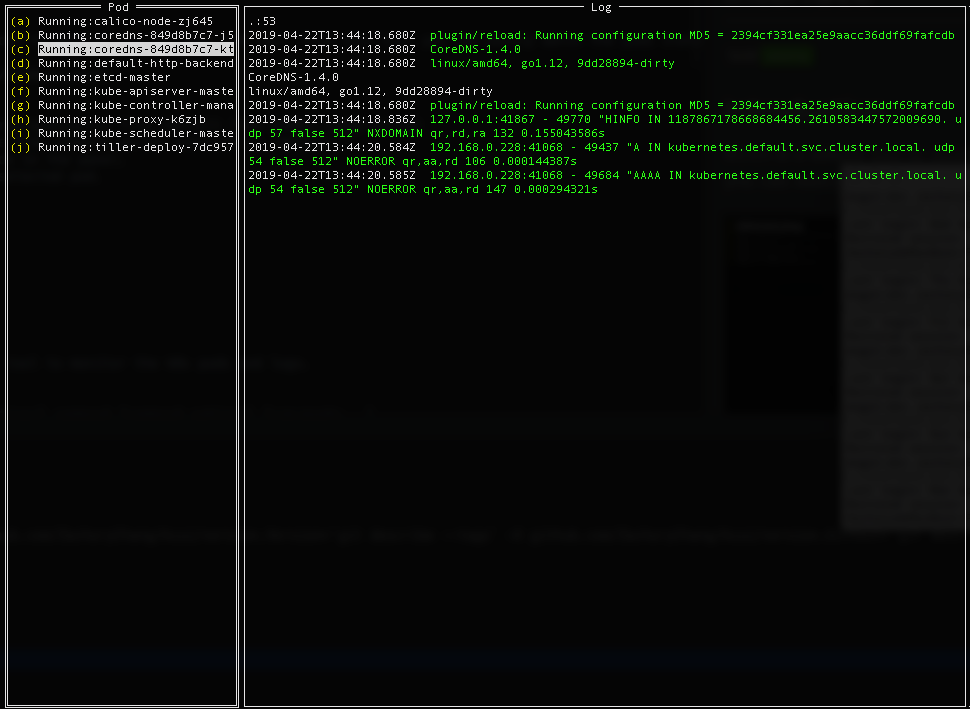 Pod
(a) Running:calico-node-zj645
(b) Running:coredns-849d8b7c7-j5
(c) Running:coredns-849d8b7c7-kt
(d) Running:default-http-backend
(e) Running:etcd-master
(f) Running:kube-apiserver-maste
(g) Running:kube-controller-mana
(h) Running:kube-proxy-k6zjb
(i) Running:kube-scheduler-maste
(j) Running:tiller-deploy-7dc957
Log
.:53
2019-04-22T13:44:18.680Z  plugin/reload: Running configuration MD5 = 2394cf331ea25e9aacc36ddf69fafcdb
2019-04-22T13:44:18.680Z  CoreDNS-1.4.0
2019-04-22T13:44:18.680Z  linux/amd64, go1.12, 9dd28894-dirty
CoreDNS-1.4.0
linux/amd64, go1.12, 9dd28894-dirty
2019-04-22T13:44:18.680Z  plugin/reload: Running configuration MD5 = 2394cf331ea25e9aacc36ddf69fafcdb
2019-04-22T13:44:18.836Z  127.0.0.1:41867 - 49770 "HINFO IN 1187867178668684456.2610583447572009690. u
dp 57 false 512" NXDOMAIN qr,rd,ra 132 0.155043586s
2019-04-22T13:44:20.584Z  192.168.0.228:41068 - 49437 "A IN kubernetes.default.svc.cluster.local. udp
54 false 512" NOERROR qr,aa,rd 106 0.000144387s
2019-04-22T13:44:20.585Z  192.168.0.228:41068 - 49684 "AAAA IN kubernetes.default.svc.cluster.local. u
dp 54 false 512" NOERROR qr,aa,rd 147 0.000294321s